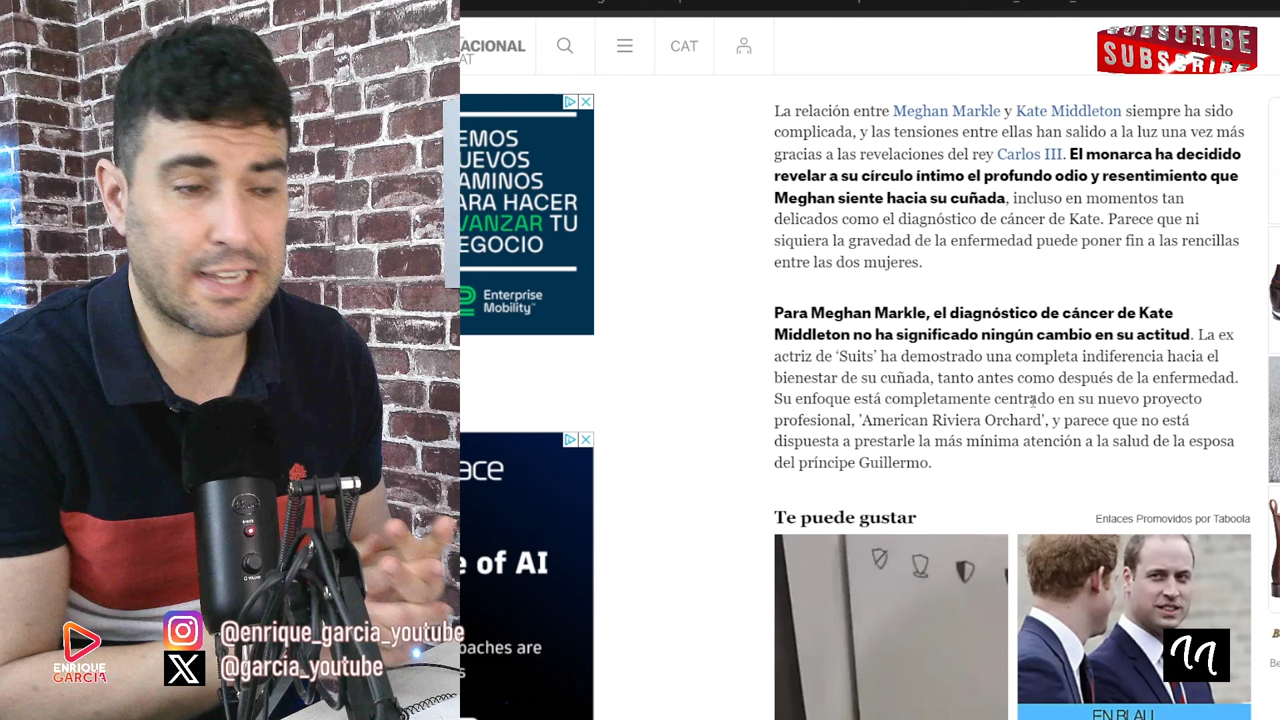 ACIONAL
AT
CAT
SUBSCRIBE
SUBSCRIBE
La relación entre Meghan Markle y Kate Middleton siempre ha sido
complicada, y las tensiones entre ellas han salido a la luz una vez más
gracias a las revelaciones del rey Carlos III. El monarca ha decidido
revelar a su círculo íntimo el profundo odio y resentimiento que
Meghan siente hacia su cuñada, incluso en momentos tan
delicados como el diagnóstico de cáncer de Kate. Parece que ni
siquiera la gravedad de la enfermedad puede poner fin a las rencillas
entre las dos mujeres.
Para Meghan Markle, el diagnóstico de cáncer de Kate
Middleton no ha significado ningún cambio en su actitud. La ex
actriz de ‘Suits’ ha demostrado una completa indiferencia hacia el
bienestar de su cuñada, tanto antes como después de la enfermedad.
Su enfoque está completamente centrado en su nuevo proyecto
profesional, 'American Riviera Orchard', y parece que no está
dispuesta a prestarle la más mínima atención a la salud de la esposa
del príncipe Guillermo.
Te puede gustar
Enlaces Promovidos por Taboola
EN BLAU
EMOS
UEVOS
AMINOS
ARA HACER
VANZAR TU
EGOCIO
Enterprise
Mobility
ace
e of AI
oaches are
s
@enrique_garcia_youtube
@garcia_youtube
ENRIQUE
GARCIA